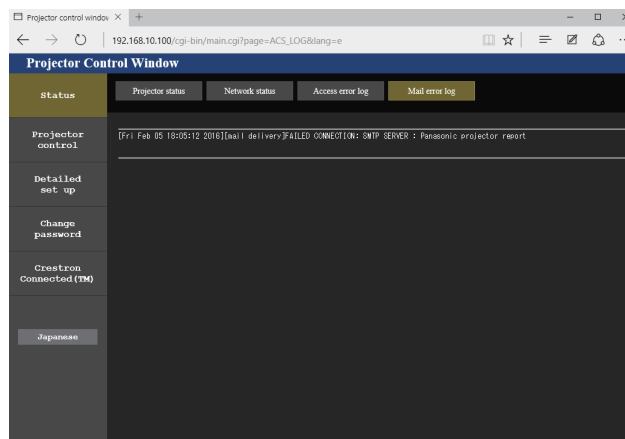 Projector control window
192.168.10.100/cgi-bin/main.cgi?page=ACS_LOG&lang=e
Projector Control Window
Status
Projector status
Network status
Access error log
Mail error log
[Fri Feb 05 18:05:12 2016][mail delivery]FAILED CONNECTION: SMTP SERVER : Panasonic projector report
Projector
control
Detailed
set up
Change
password
Crestron
Connected(TM)
Japanese